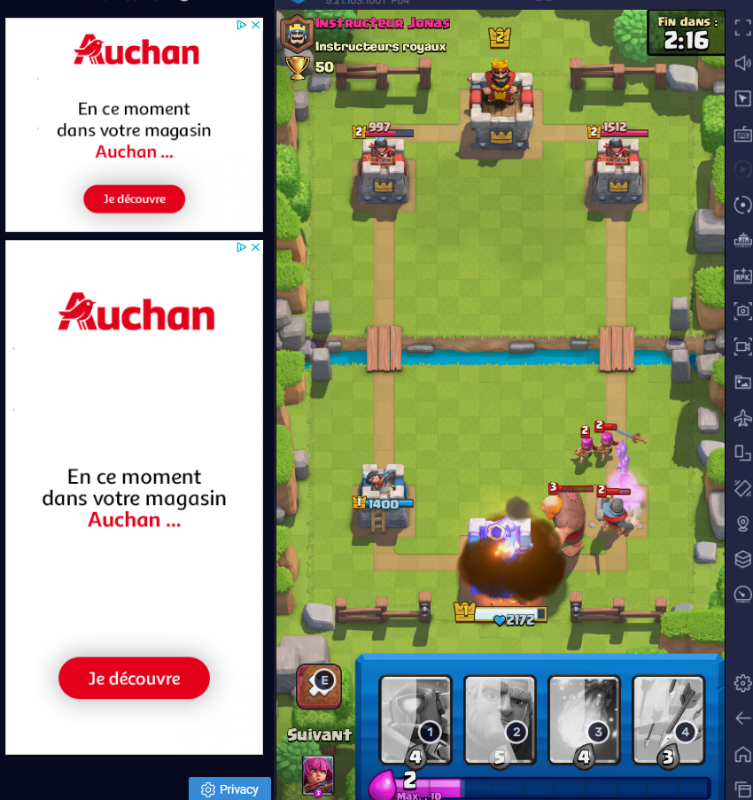 Auchan
En ce moment
dans votre magasin
Auchan ...
Je découvre
Auchan
En ce moment
dans votre magasin
Auchan ...
Je découvre
Privacy
Instructeur Jonas
Instructeurs royaux
50
2
Fin dans :
2:16
2 997
2 1512
2
2
3
2
1 1400
1
2172
E
Suivant
1
2
3
4
4
5
4
3
2
Max. : 10